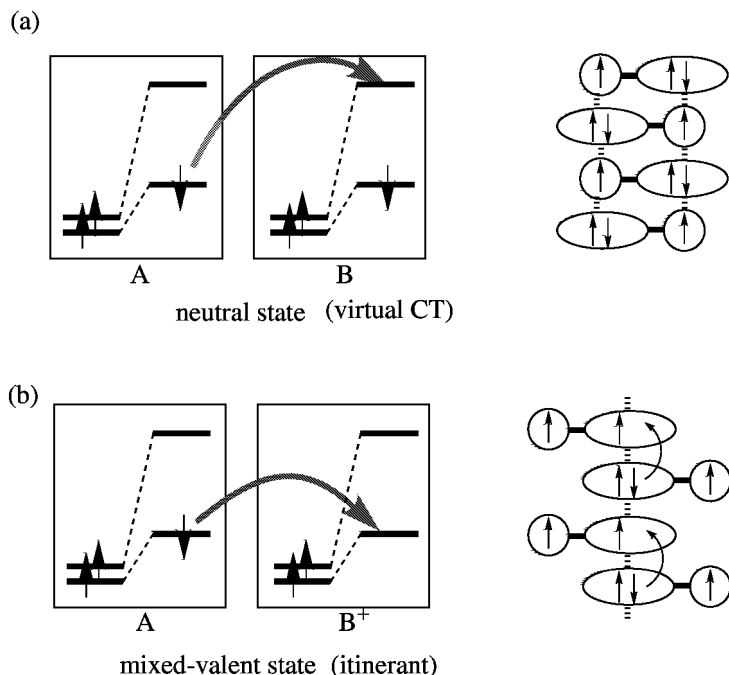 (a)
A
B
neutral state (virtual CT)
(b)
A
B+
mixed-valent state (itinerant)